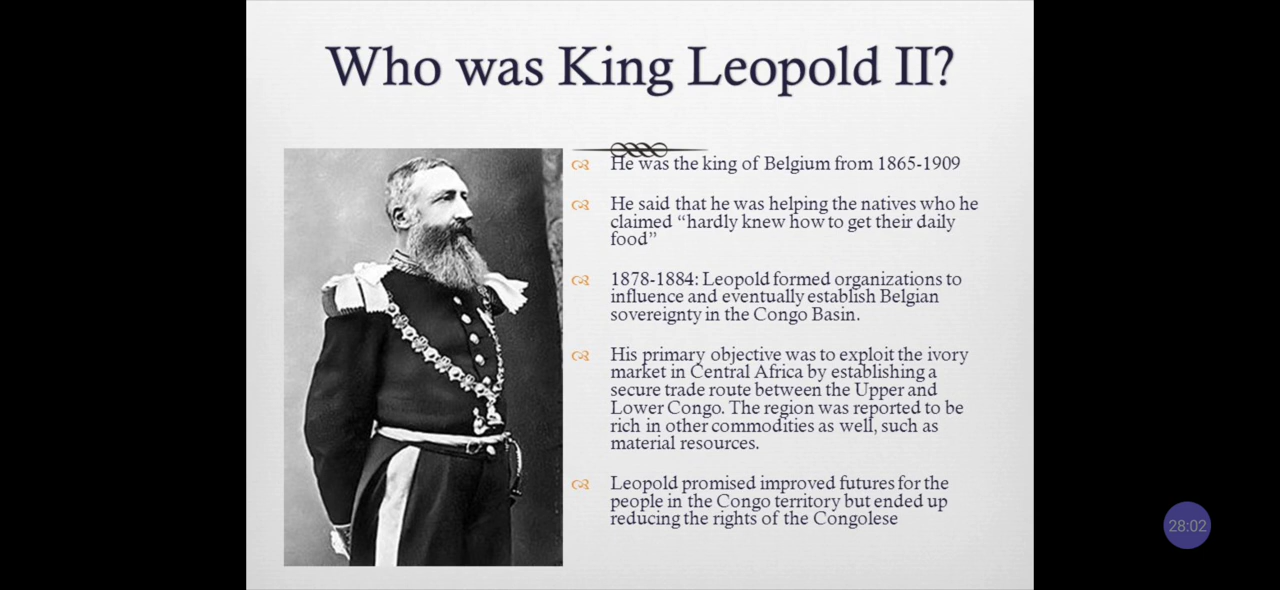 Who was King Leopold II?
He was the king of Belgium from 1865-1909
He said that he was helping the natives who he
claimed “hardly knew how to get their daily
food”
1878-1884: Leopold formed organizations to
influence and eventually establish Belgian
sovereignty in the Congo Basin.
His primary objective was to exploit the ivory
market in Central Africa by establishing a
secure trade route between the Upper and
Lower Congo. The region was reported to be
rich in other commodities as well, such as
material resources.
Leopold promised improved futures for the
people in the Congo territory but ended up
reducing the rights of the Congolese
28:02